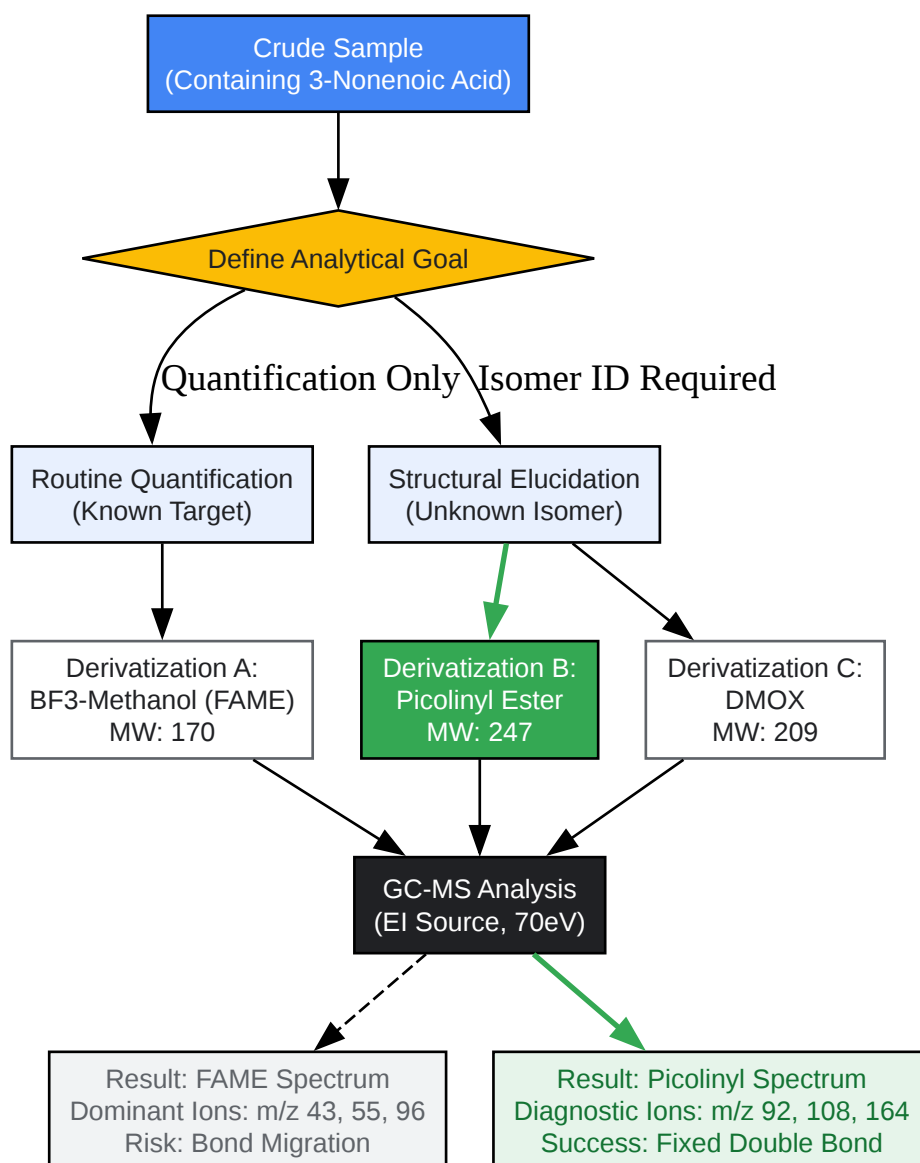 Crude Sample
(Containing 3-Nonenoic Acid)
Define Analytical Goal
Quantification Only
Isomer ID Required
Routine Quantification
(Known Target)
Structural Elucidation
(Unknown Isomer)
Derivatization A:
BF3-Methanol (FAME)
MW: 170
Derivatization B:
Picolinyl Ester
MW: 247
Derivatization C:
DMOX
MW: 209
GC-MS Analysis
(EI Source, 70eV)
Result: FAME Spectrum
Dominant Ions: m/z 43, 55, 96
Risk: Bond Migration
Result: Picolinyl Spectrum
Diagnostic Ions: m/z 92, 108, 164
Success: Fixed Double Bond